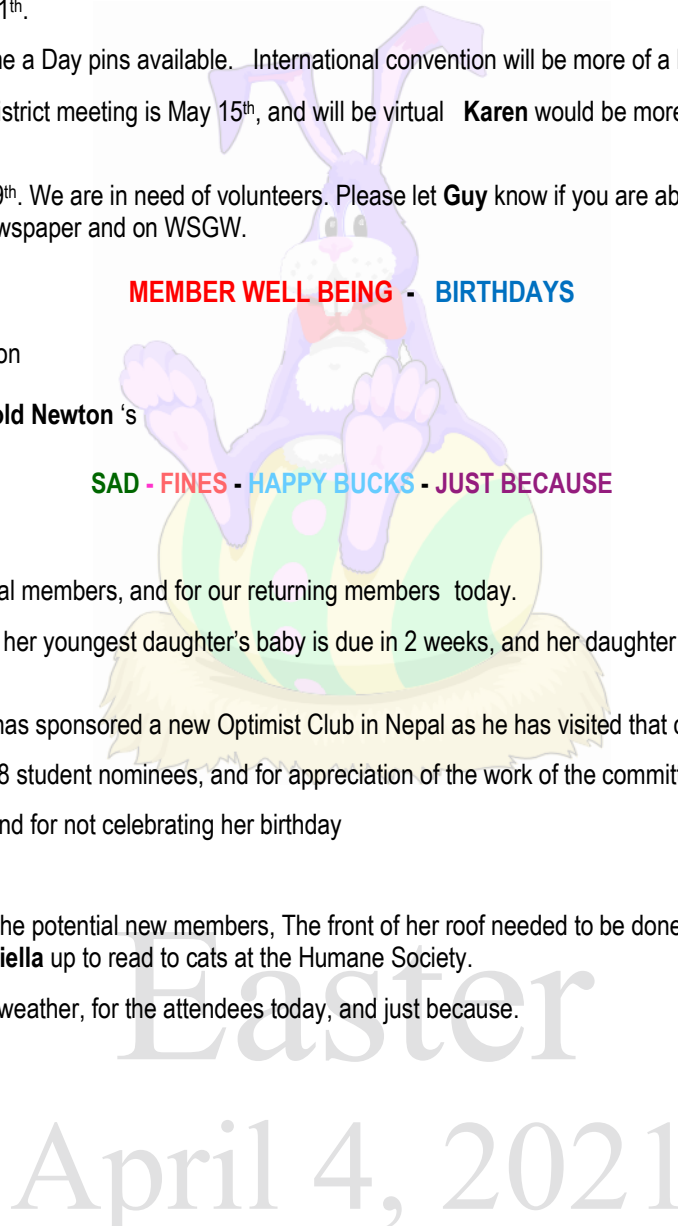 1th.
ne a Day pins available. International convention will be more of a
istrict meeting is May 15th, and will be virtual Karen would be more
9th. We are in need of volunteers. Please let Guy know if you are ab
wspaper and on WSGW.
MEMBER WELL BEING - BIRTHDAYS
on
old Newton ‘s
SAD - FINES - HAPPY BUCKS - JUST BECAUSE
al members, and for our returning members today.
her youngest daughter’s baby is due in 2 weeks, and her daughter
has sponsored a new Optimist Club in Nepal as he has visited that c
8 student nominees, and for appreciation of the work of the committ
nd for not celebrating her birthday
he potential new members, The front of her roof needed to be done
iella up to read to cats at the Humane Society.
weather, for the attendees today, and just because.
Easter
April 4, 2021